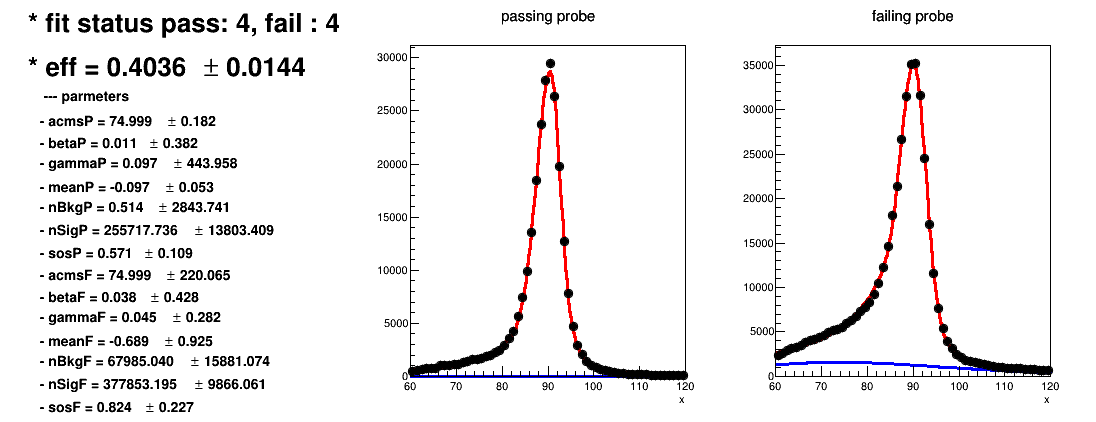 * fit status pass: 4, fail : 4
* eff = 0.4036 ± 0.0144
--- parmeters
- acmsP = 74.999 ± 0.182
- betaP = 0.011 ± 0.382
- gammaP = 0.097 ± 443.958
- meanP = -0.097 ± 0.053
- nBkgP = 0.514 ± 2843.741
- nSigP = 255717.736 ± 13803.409
- sosP = 0.571 ± 0.109
- acmsF = 74.999 ± 220.065
- betaF = 0.038 ± 0.428
- gammaF = 0.045 ± 0.282
- meanF = -0.689 ± 0.925
- nBkgF = 67985.040 ± 15881.074
- nSigF = 377853.195 ± 9866.061
- sosF = 0.824 ± 0.227
passing probe
30000
25000
20000
15000
10000
5000
0
60 70 80 90 100 110 120
x
failing probe
35000
30000
25000
20000
15000
10000
5000
0
60 70 80 90 100 110 120
x